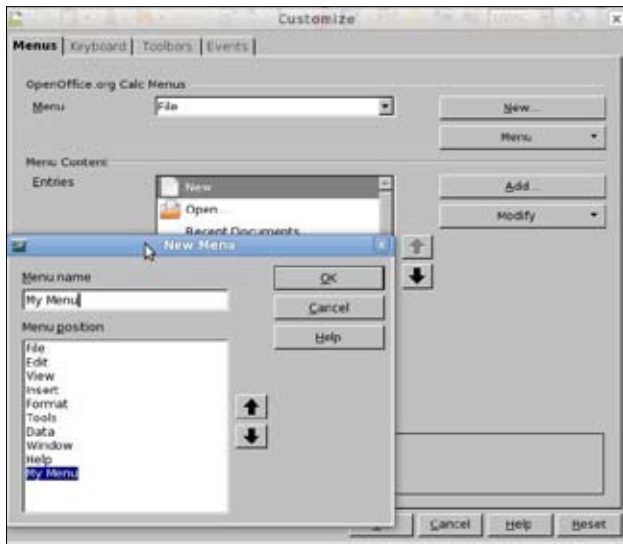 Customize
Menus Keyboard Toolbars Events
OpenOffice.org Calc Menus
Menu File New...
Menu
Menu Content
Entries New Add...
Open... Modify
Recent Documents
New Menu
Menu name OK
My Menu Cancel
Menu position Help
File
Edit
View
Insert
Format
Tools
Data
Window
Help
My Menu
Cancel Help Reset